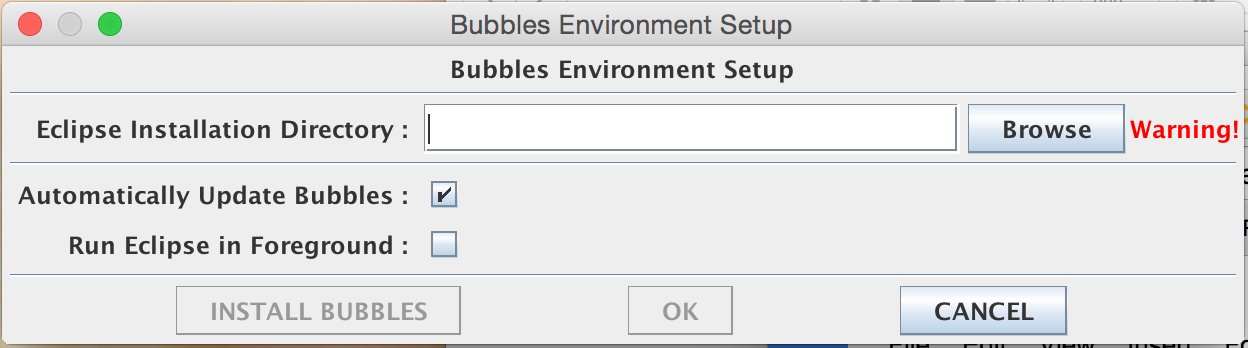 Bubbles Environment Setup
Bubbles Environment Setup
Eclipse Installation Directory :
Browse
Warning!
Automatically Update Bubbles :
Run Eclipse in Foreground :
INSTALL BUBBLES
OK
CANCEL